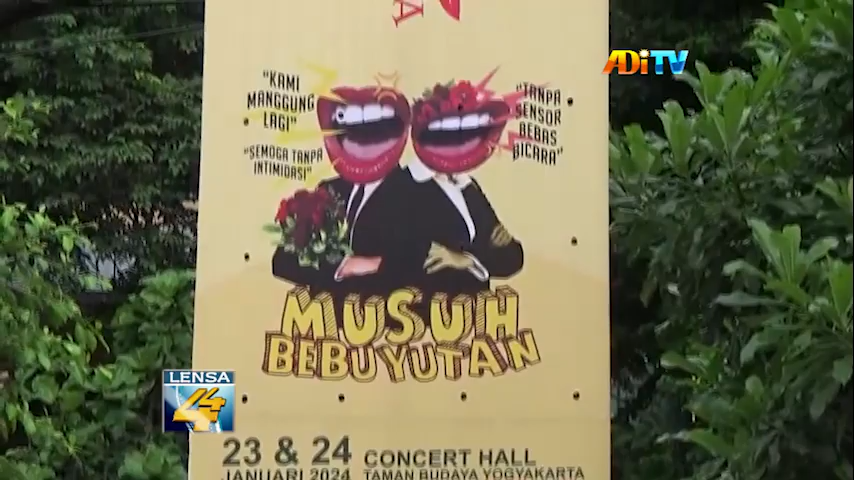 ADiTV
"KAMI
MANGGUNG
LAGI"
"SEMOGA TANPA
INTIMIDASI"
"TANPA
SENSOR
BEBAS
BICARA"
MUSUH
BEBUYUTAN
LENSA
44
23 & 24
JANUARI 2024
CONCERT HALL
TAMAN BUDAYA YOGYAKARTA